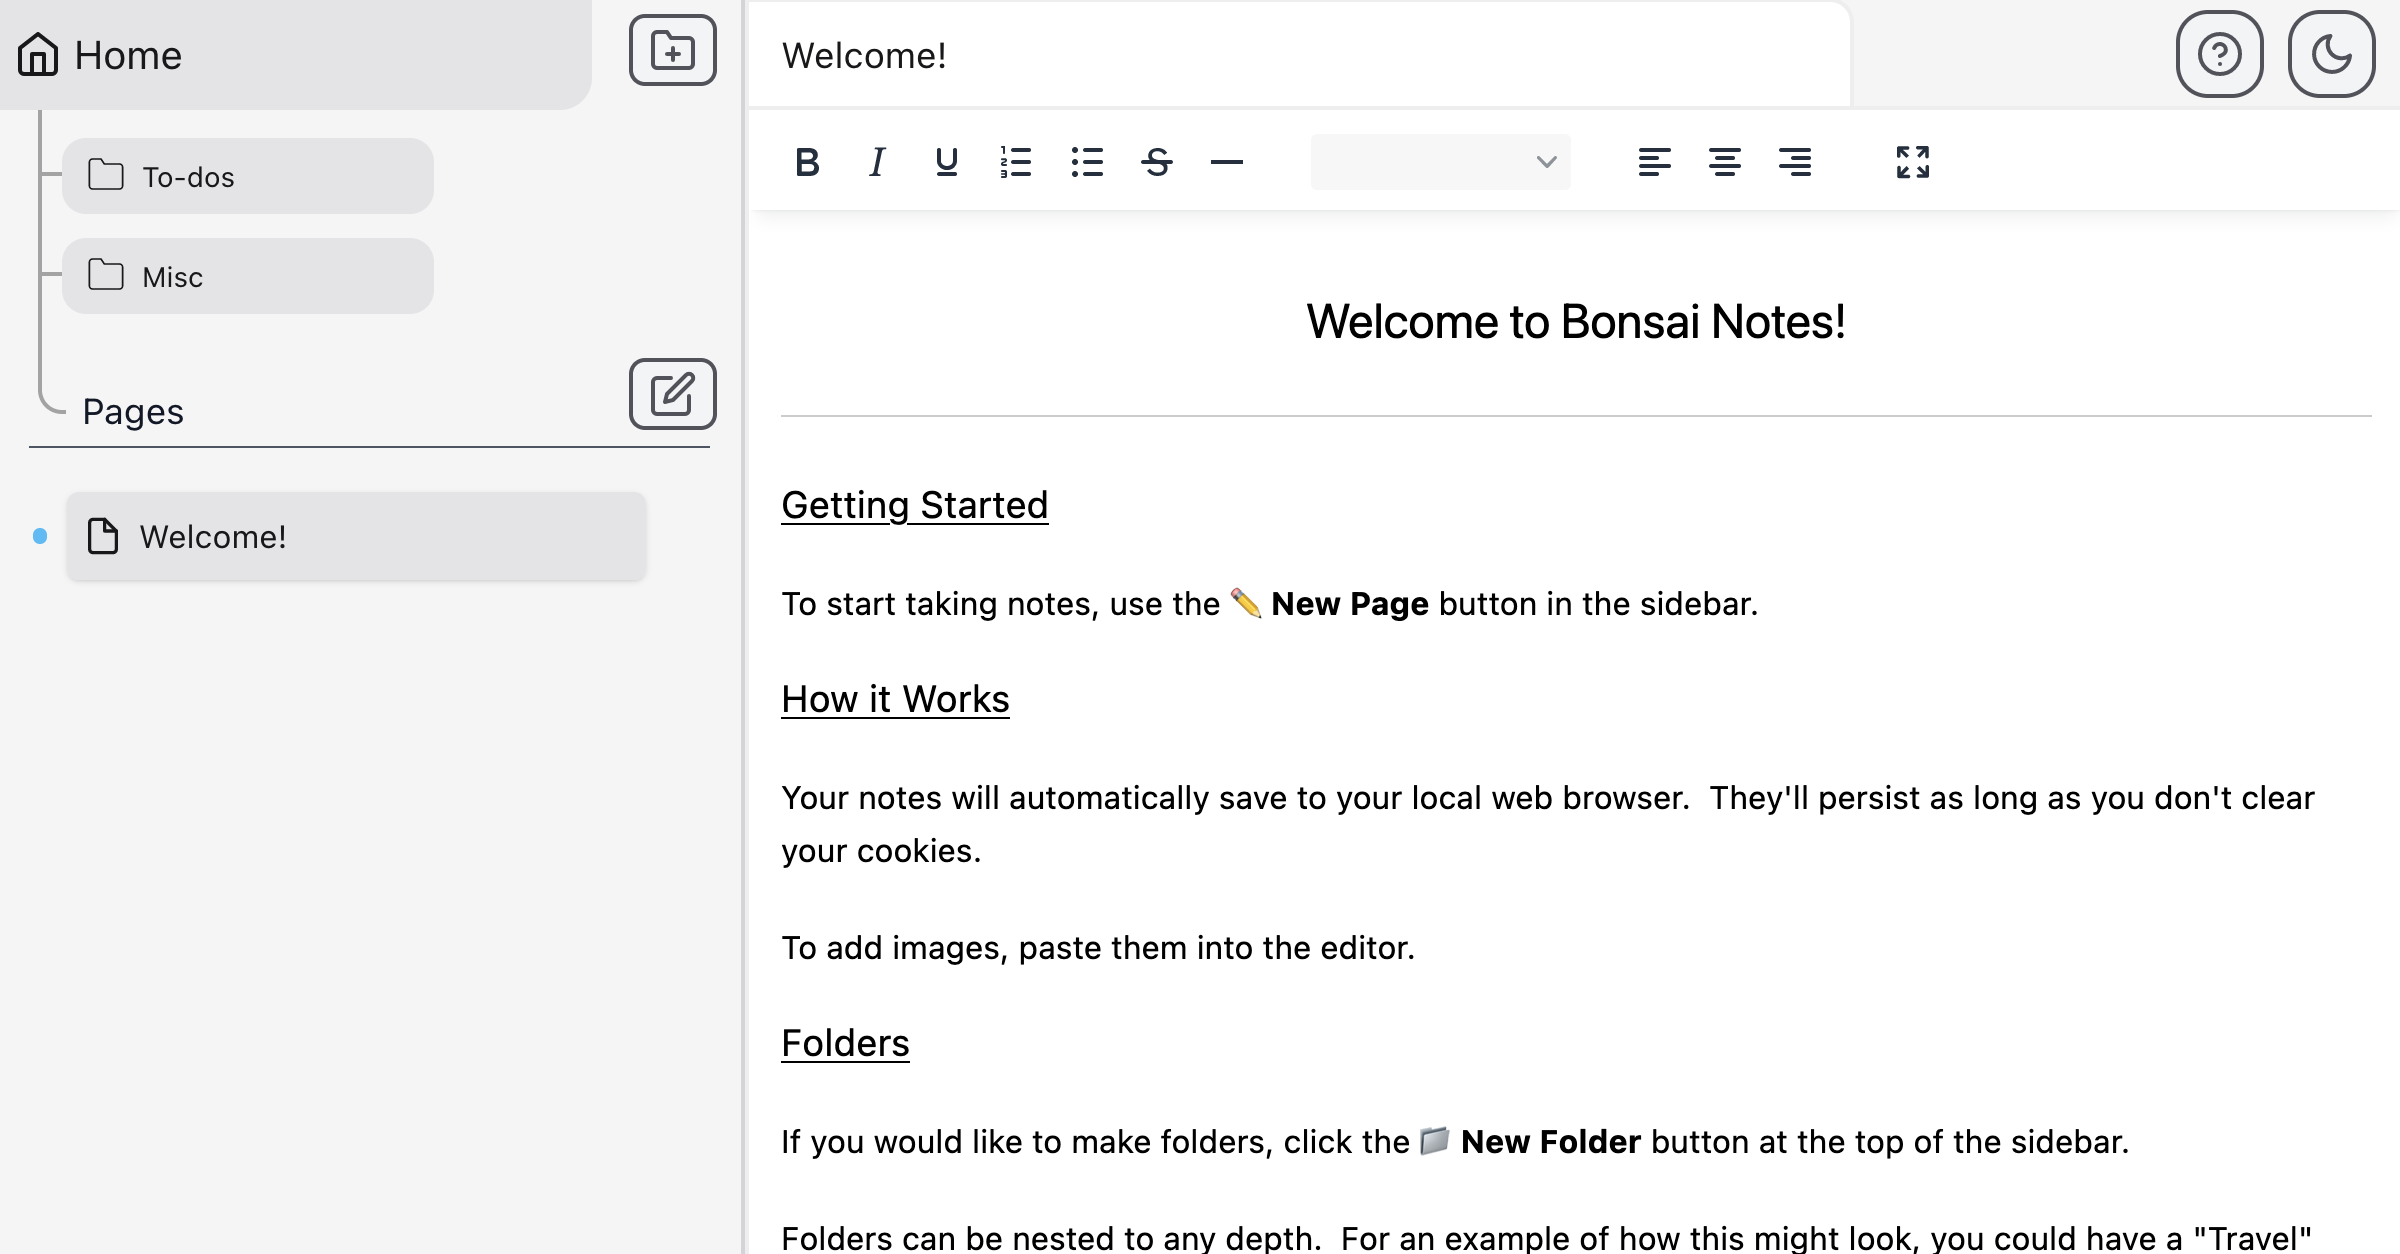 Home
To-dos
Misc
Pages
Welcome!
Welcome!
Welcome to Bonsai Notes!
Getting Started
To start taking notes, use the ✏️ New Page button in the sidebar.
How it Works
Your notes will automatically save to your local web browser.  They'll persist as long as you don't clear
your cookies.
To add images, paste them into the editor.
Folders
If you would like to make folders, click the 📁 New Folder button at the top of the sidebar.
Folders can be nested to any depth.  For an example of how this might look, you could have a "Travel"